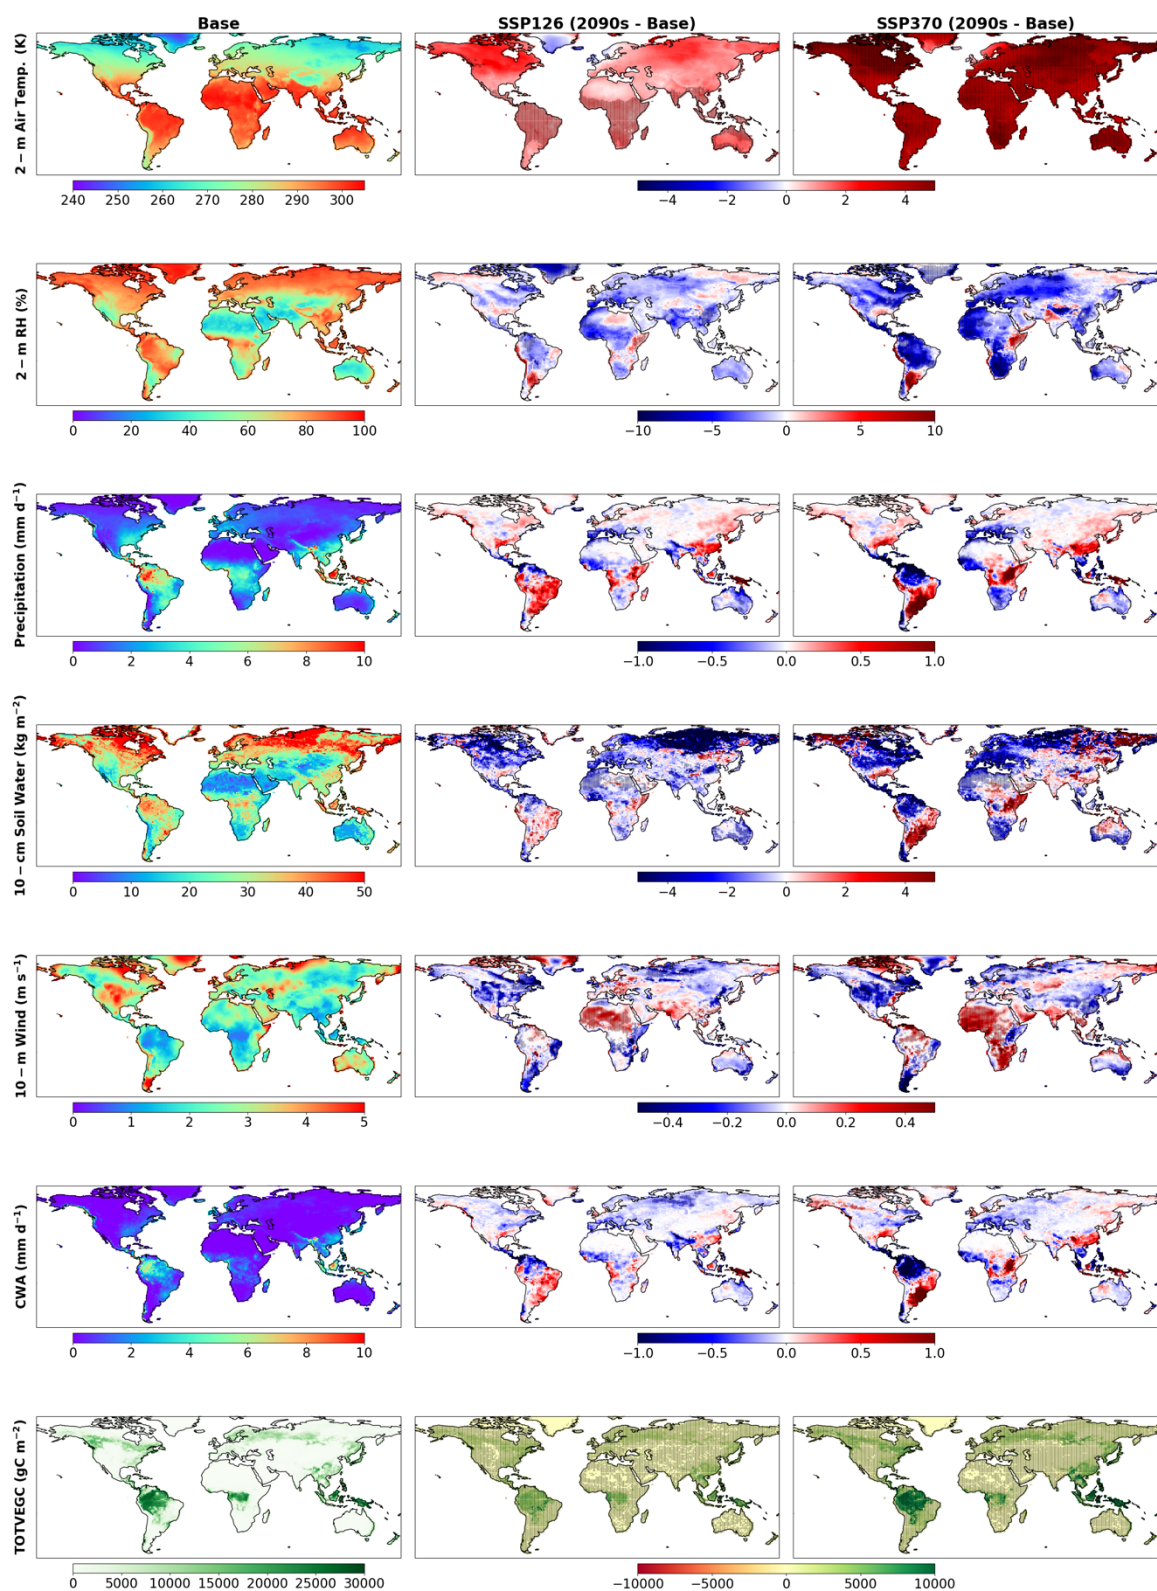 Base SSP126 (2090s - Base) SSP370 (2090s - Base)
2 − m Air Temp. (K)
240 250 260 270 280 290 300 −4 −2 0 2 4
2 − m RH (%)
0 20 40 60 80 100 −10 −5 0 5 10
Precipitation (mm d⁻¹)
0 2 4 6 8 10 −1.0 −0.5 0.0 0.5 1.0
10 − cm Soil Water (kg m⁻²)
0 10 20 30 40 50 −4 −2 0 2 4
10 − m Wind (m s⁻¹)
0 1 2 3 4 5 −0.4 −0.2 0.0 0.2 0.4
CWA (mm d⁻¹)
0 2 4 6 8 10 −1.0 −0.5 0.0 0.5 1.0
TOTVEGC (gC m⁻²)
0 5000 10000 15000 20000 25000 30000 −10000 −5000 0 5000 10000